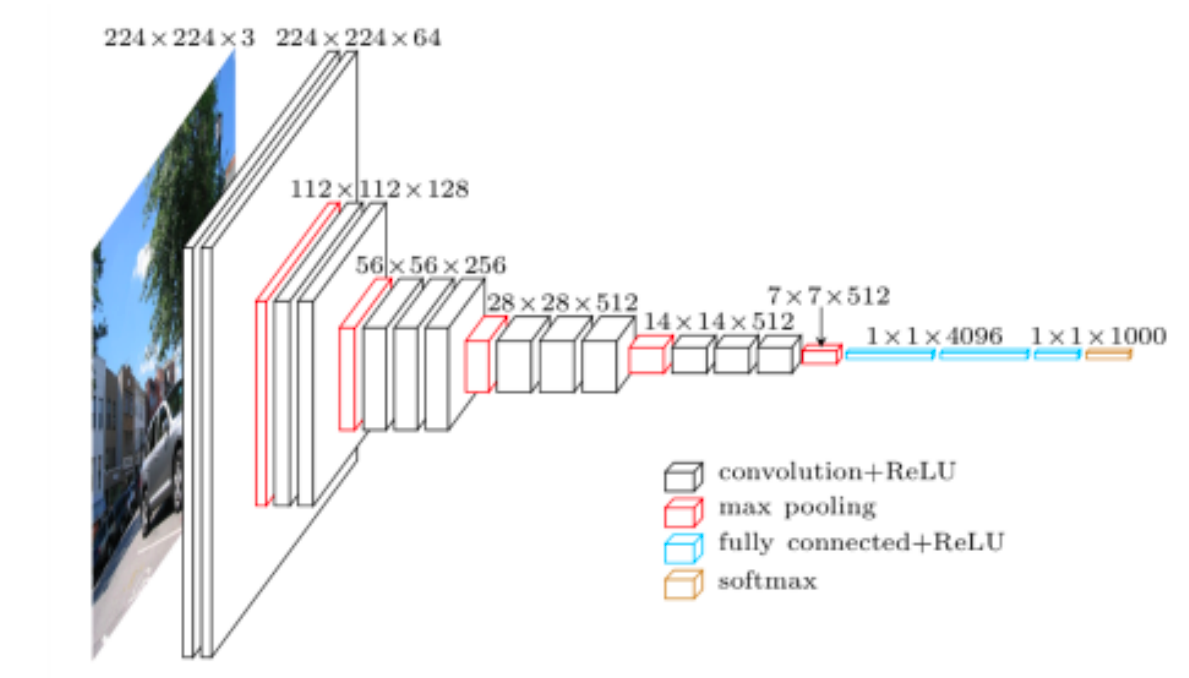 224×224×3
224×224×64
112×112×128
56×56×256
28×28×512
14×14×512
7×7×512
1×1×4096
1×1×1000
convolution+ReLU
max pooling
fully connected+ReLU
softmax